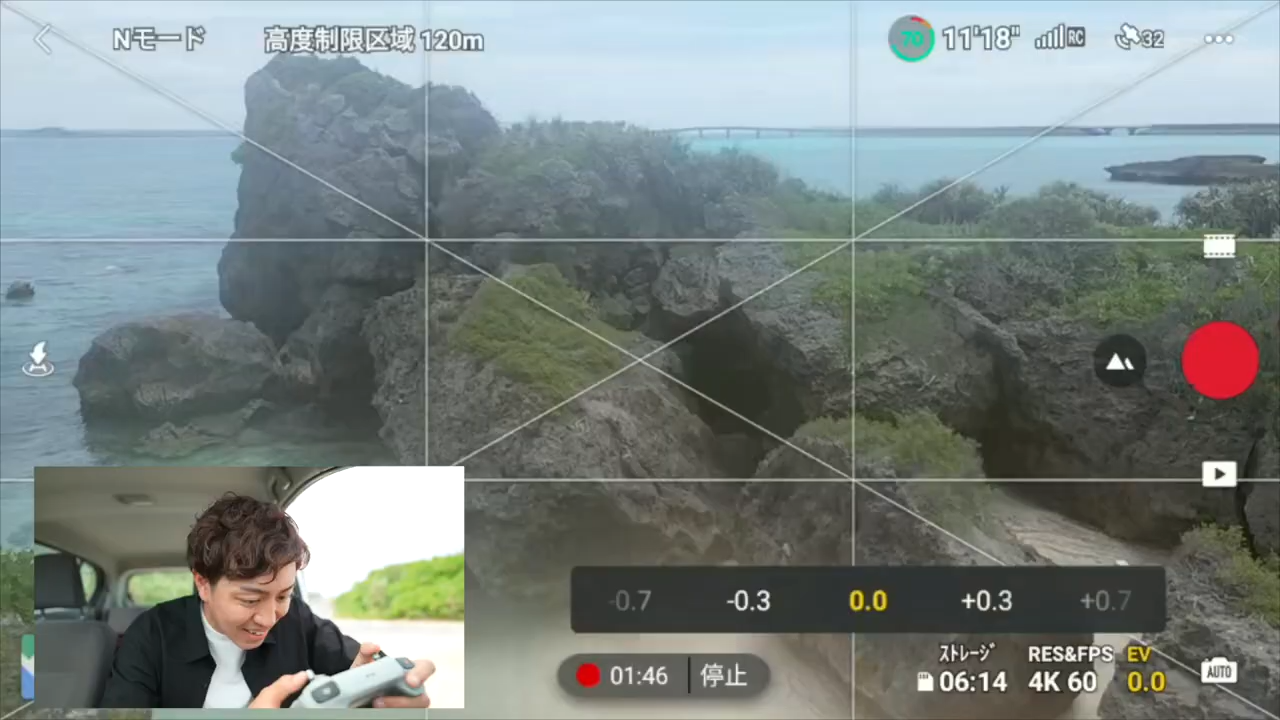 Nモード 高度制限区域 120m 70 11'18" RC 32
-0.7 -0.3 0.0 +0.3 +0.7
01:46 停止
ｽﾄﾚｰｼﾞ RES&FPS EV
06:14 4K 60 0.0
AUTO